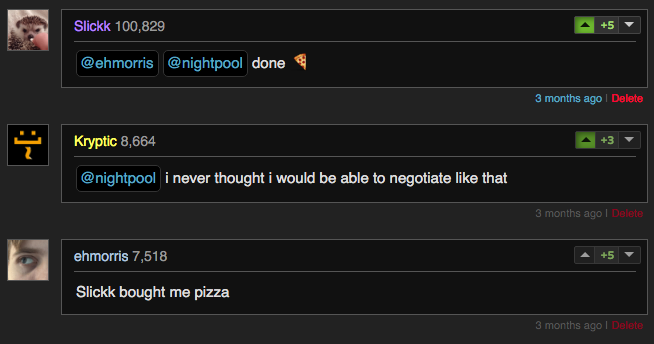 Slickk 100,829 +5
@ehmorris @nightpool done 🍕
3 months ago | Delete
Kryptic 8,664 +3
@nightpool i never thought i would be able to negotiate like that
3 months ago | Delete
ehmorris 7,518 +5
Slickk bought me pizza
3 months ago | Delete